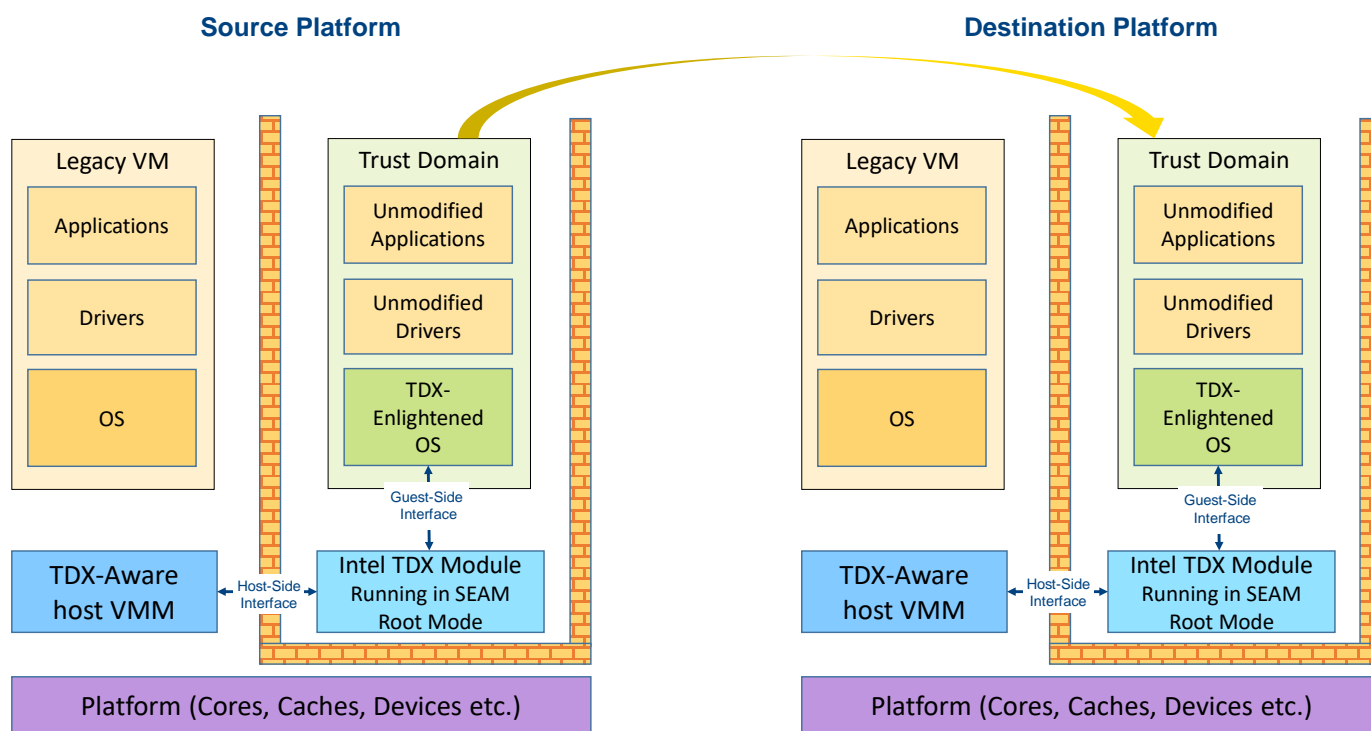 Source Platform
Destination Platform
Legacy VM
Applications
Drivers
OS
Trust Domain
Unmodified
Applications
Unmodified
Drivers
TDX-
Enlightened
OS
Guest-Side
Interface
TDX-Aware
host VMM
Host-Side
Interface
Intel TDX Module
Running in SEAM
Root Mode
Platform (Cores, Caches, Devices etc.)
Legacy VM
Applications
Drivers
OS
Trust Domain
Unmodified
Applications
Unmodified
Drivers
TDX-
Enlightened
OS
Guest-Side
Interface
TDX-Aware
host VMM
Host-Side
Interface
Intel TDX Module
Running in SEAM
Root Mode
Platform (Cores, Caches, Devices etc.)